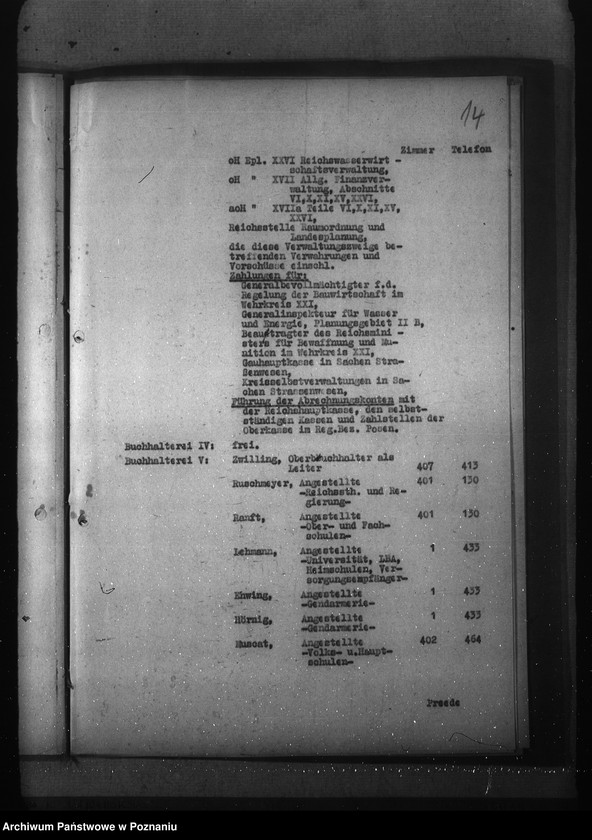 14
Zimmer Telefon
oH Epl. XXVI Reichswasserwirt -
schaftsverwaltung,
oH " XVII Allg. Finanzver-
waltung, Abschnitte
VI,X,XI,XV,XXVI,
aoH " XVIIa Teile VI,X,XI,XV,
XXVI,
Reichsstelle Raumordnung und
Landesplanung,
die diese Verwaltungszweige be-
treffenden Verwahrungen und
Vorschüsse einschl.
Zahlungen für:
Generalbevollmächtigter f.d.
Regelung der Bauwirtschaft im
Wehrkreis XXI,
Generalinspekteur für Wasser
und Energie, Planungsgebiet II B,
Beauftragter des Reichsmini -
sters für Bewaffnung und Mu-
nition im Wehrkreis XXI,
Gauhauptkasse in Sachen Stra-
ßenwesen,
Kreisselbstverwaltungen in Sa-
chen Strassenwesen,
Führung der Abrechnungskonten mit
der Reichshauptkasse, den selbst-
ständigen Kassen und Zahlstellen der
Oberkasse im Reg.Bez. Posen.
Buchhalterei IV: frei.
Buchhalterei V: Zwilling, Oberbuchhalter als
Leiter 407 413
Ruschmeyer, Angestellte 401 130
-Reichssth. und Re-
gierung-
Ranft, Angestellte 401 130
-Ober- und Fach-
schulen-
Lehmann, Angestellte 1 433
-Universität, LBA,
Heimschulen, Ver-
sorgungsempfänger-
Ehwing, Angestellte 1 433
-Gendarmerie-
Hörnig, Angestellte 1 433
-Gendarmerie-
Muscat, Angestellte 402 464
-Volks- u.Haupt-
schulen-
Preede
Archiwum Państwowe w Poznaniu